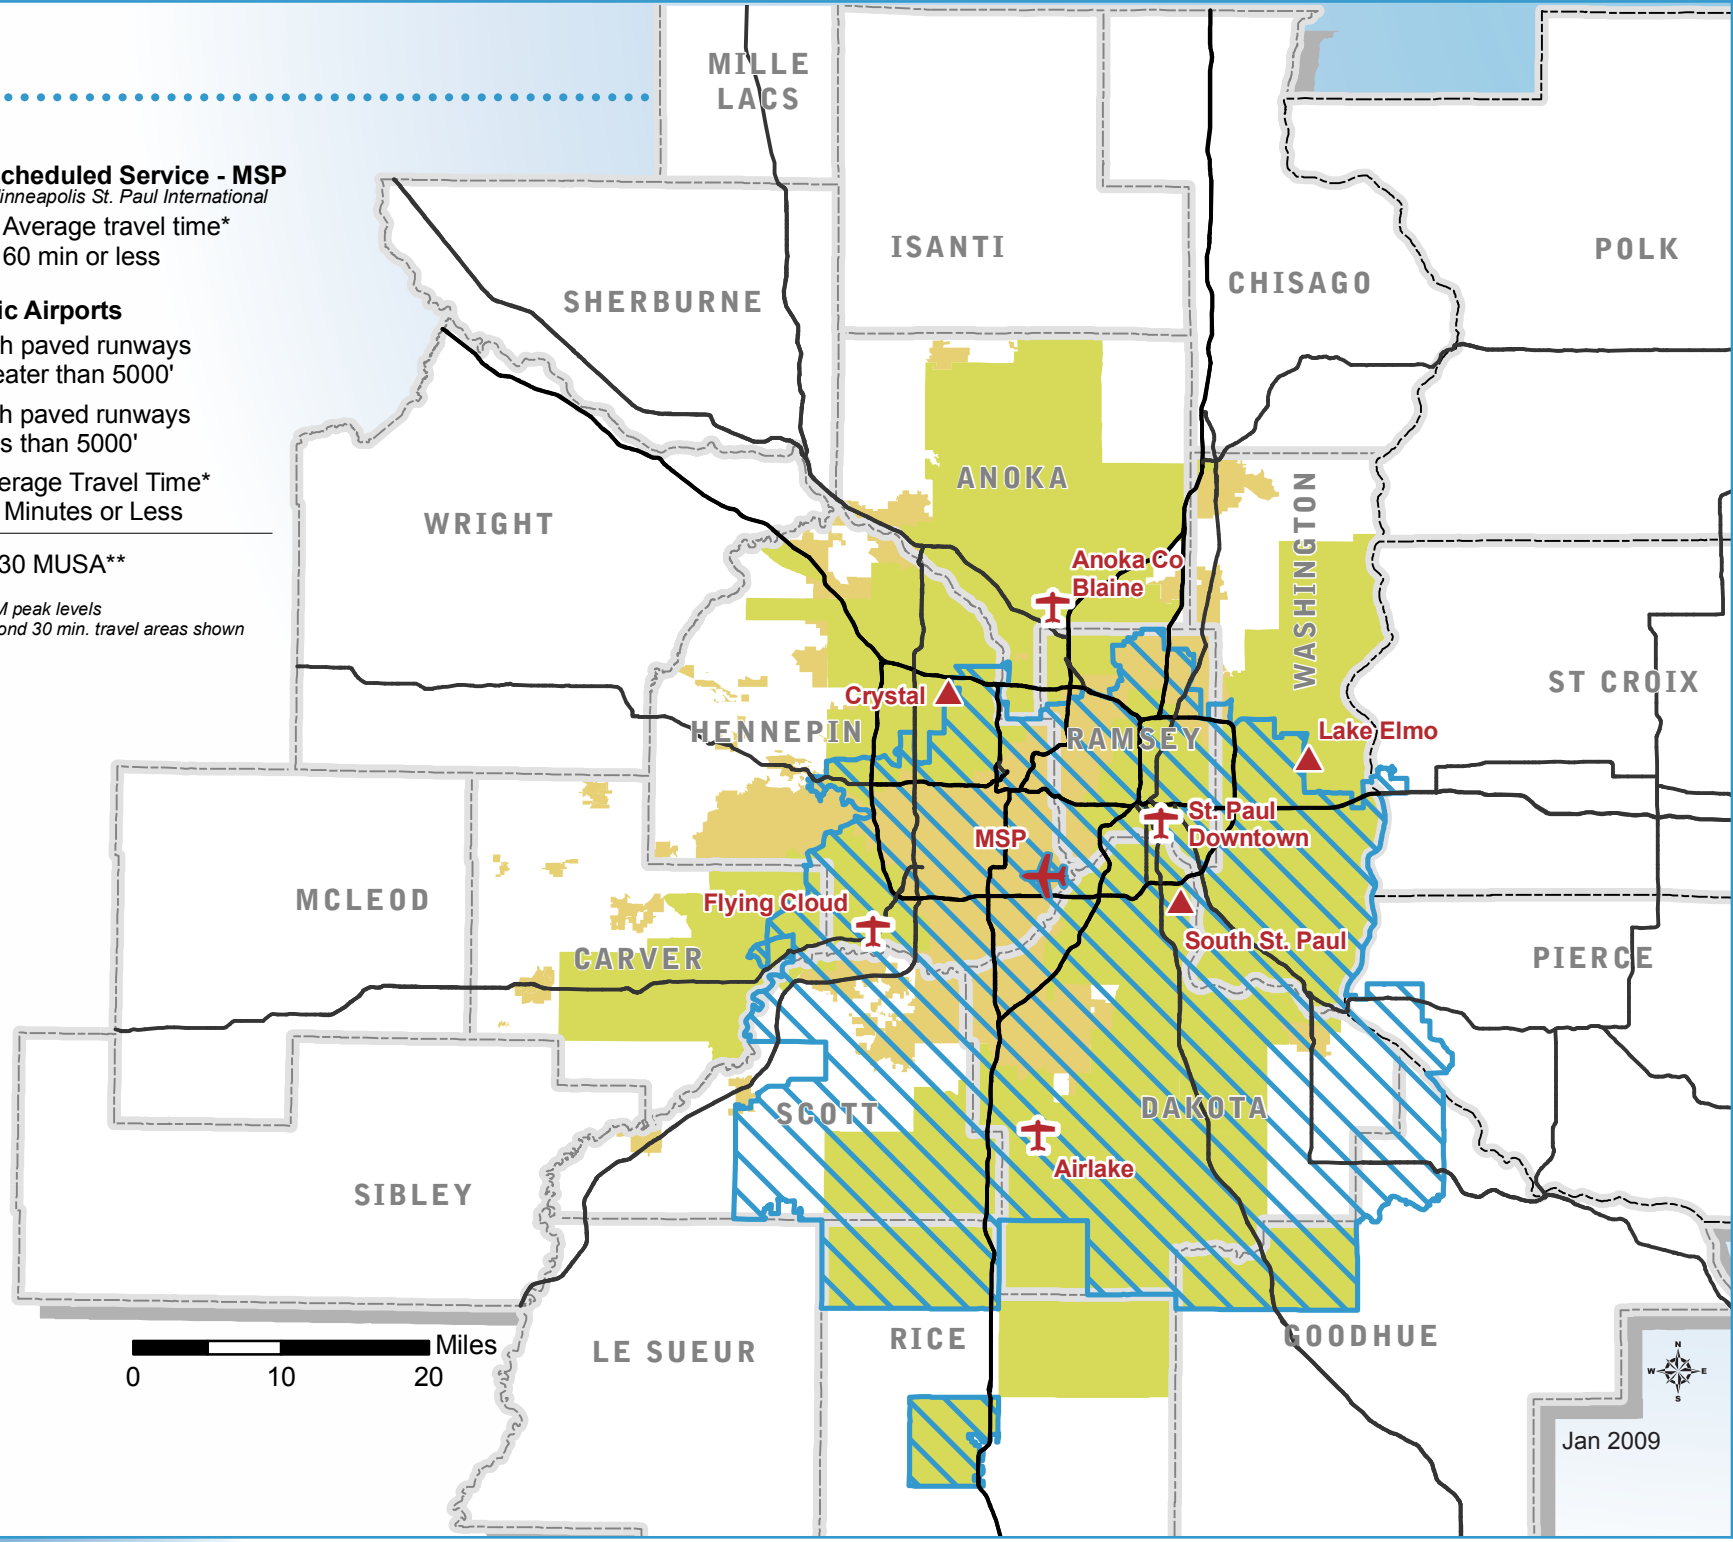 cheduled Service - MSP
inneapolis St. Paul International
Average travel time*
60 min or less
ic Airports
h paved runways
eater than 5000'
h paved runways
s than 5000'
erage Travel Time*
Minutes or Less
30 MUSA**
M peak levels
ond 30 min. travel areas shown
MILLE
LACS
ISANTI
POLK
CHISAGO
SHERBURNE
ANOKA
WRIGHT
WASHINGTON
Anoka Co
Blaine
ST CROIX
Crystal
HENNEPIN
RAMSEY
Lake Elmo
MSP
St. Paul
Downtown
MCLEOD
Flying Cloud
CARVER
South St. Paul
PIERCE
SCOTT
DAKOTA
Airlake
SIBLEY
LE SUEUR
RICE
GOODHUE
Miles
0 10 20
N
W E
S
Jan 2009